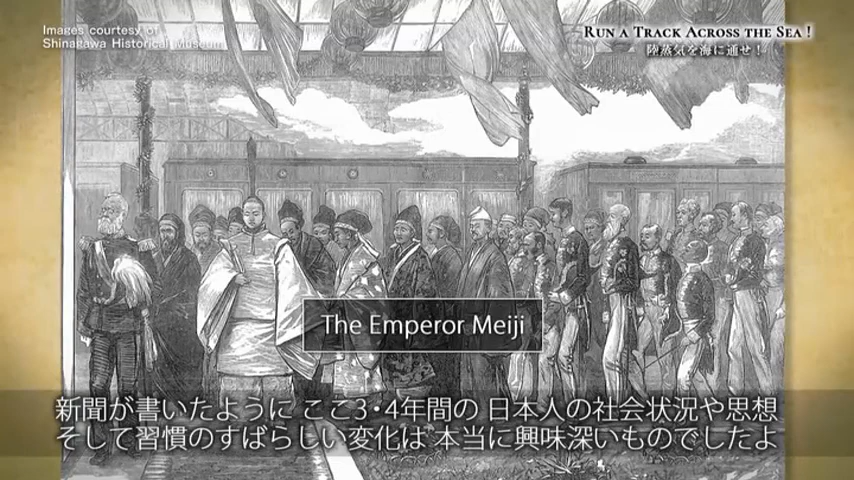 Images courtesy of
Shinagawa Historical Museum
RUN A TRACK ACROSS THE SEA!
陸蒸気を海に通せ!
The Emperor Meiji
新聞が書いたように ここ3・4年間の 日本人の社会状況や思想
そして習慣のすばらしい変化は 本当に興味深いものでしたよ